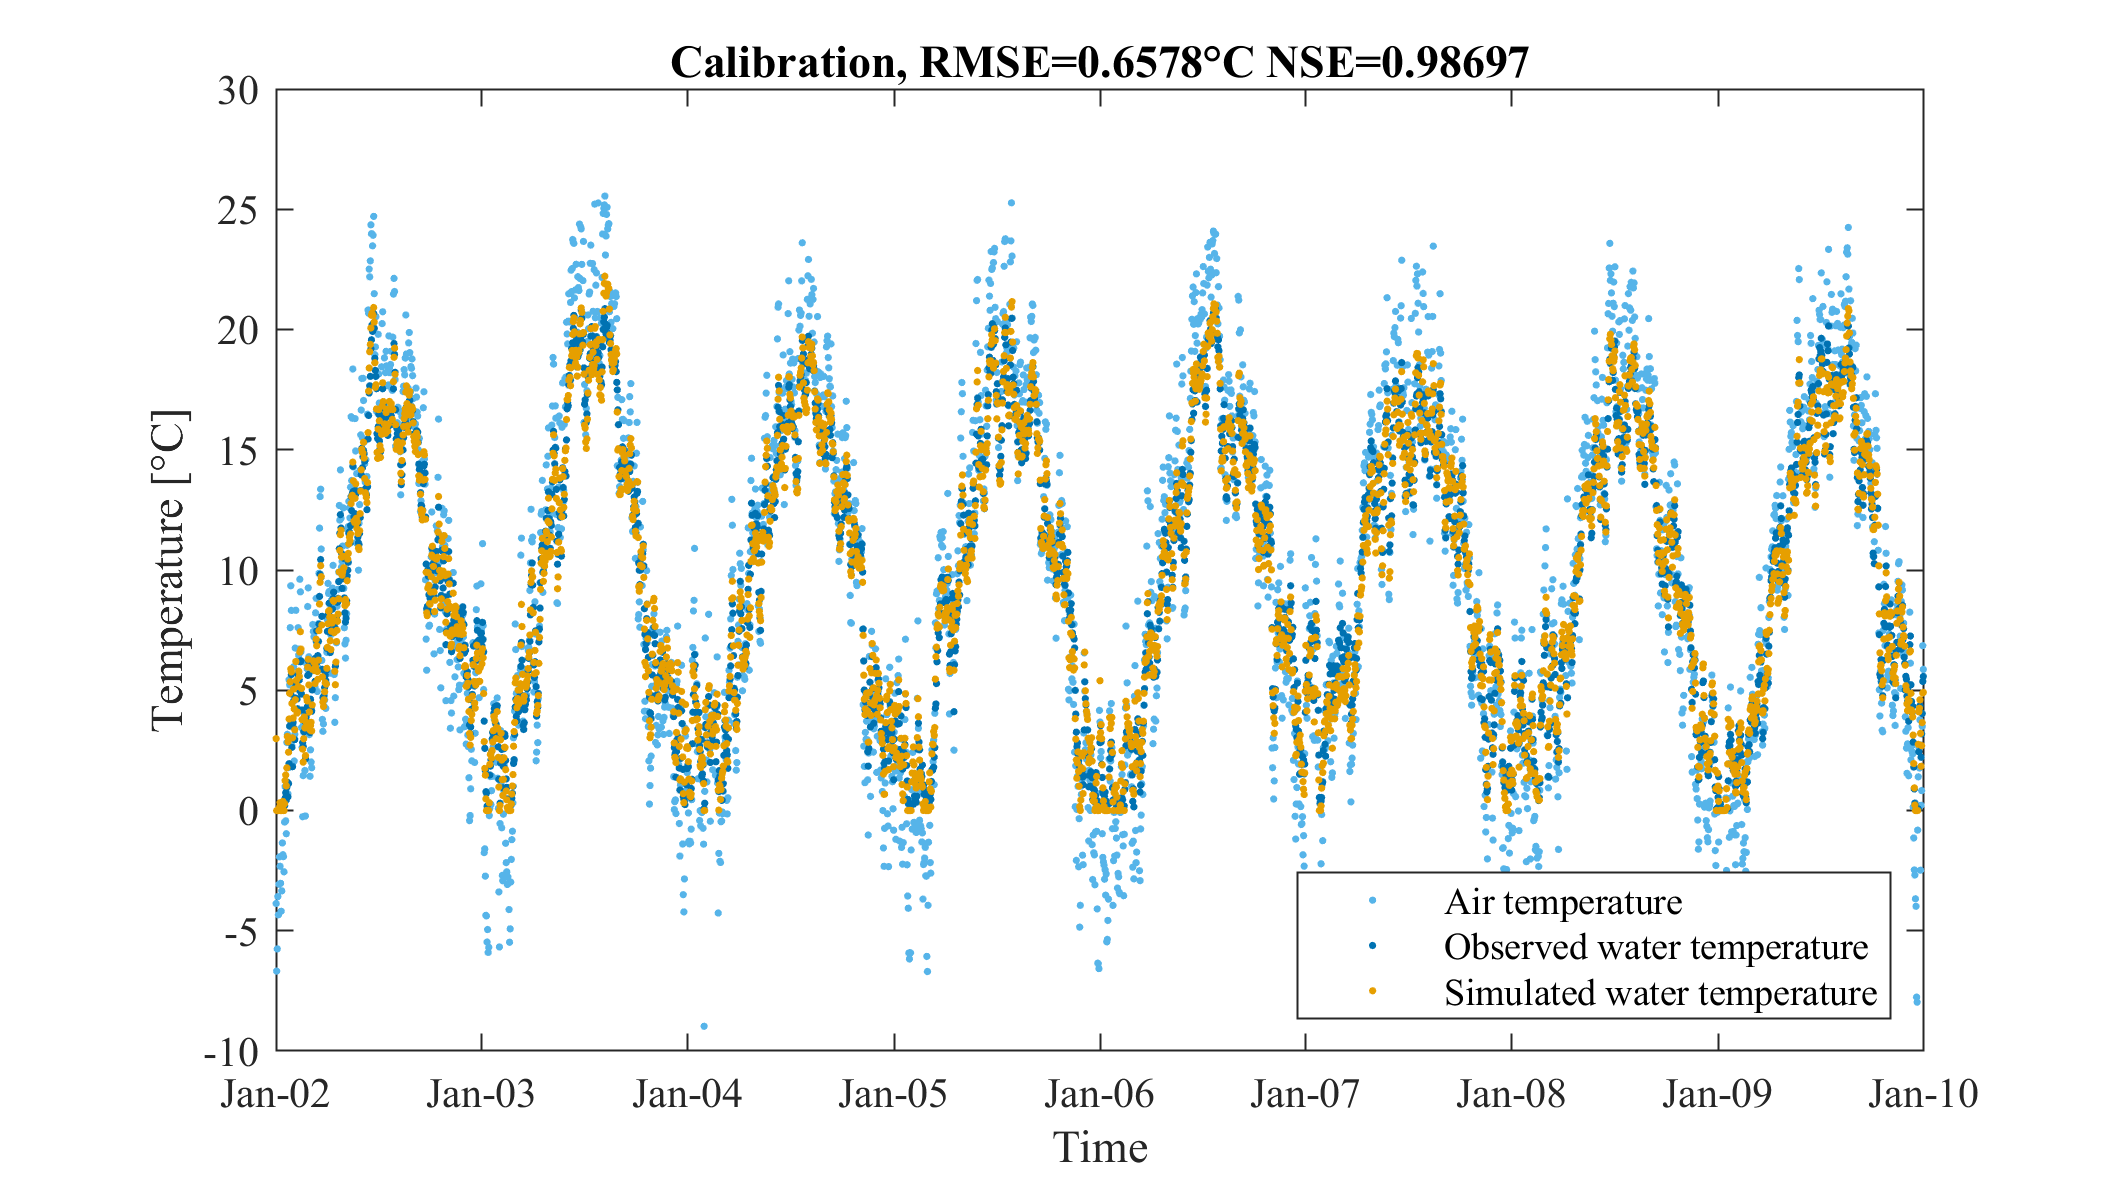 Calibration, RMSE=0.6578°C NSE=0.98697
30
25
20
15
10
5
0
-5
-10
Temperature [°C]
Air temperature
Observed water temperature
Simulated water temperature
Jan-02 Jan-03 Jan-04 Jan-05 Jan-06 Jan-07 Jan-08 Jan-09 Jan-10
Time